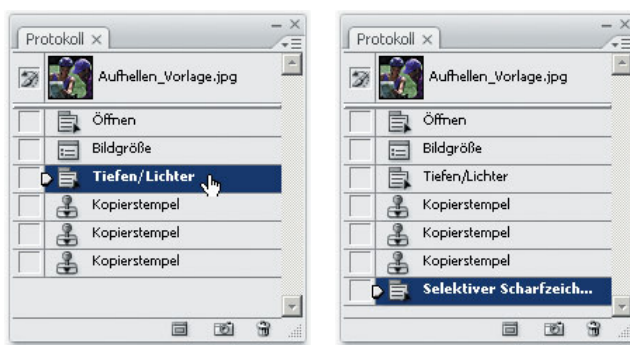 Protokoll
Aufhellen_Vorlage.jpg
Öffnen
Bildgröße
Tiefen/Lichter
Kopierstempel
Kopierstempel
Kopierstempel
Protokoll
Aufhellen_Vorlage.jpg
Öffnen
Bildgröße
Tiefen/Lichter
Kopierstempel
Kopierstempel
Kopierstempel
Selektiver Scharfzeich...